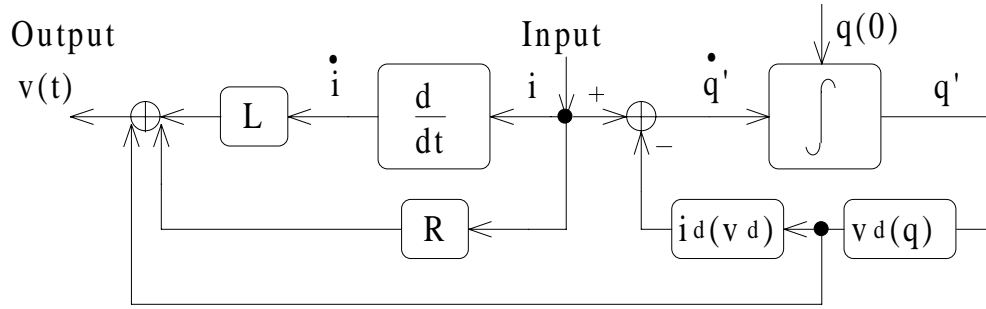 Output
Input
q(0)
v(t)
L
i̇
d
dt
i
+
q̇'
∫
q'
−
R
id(vd)
vd(q)